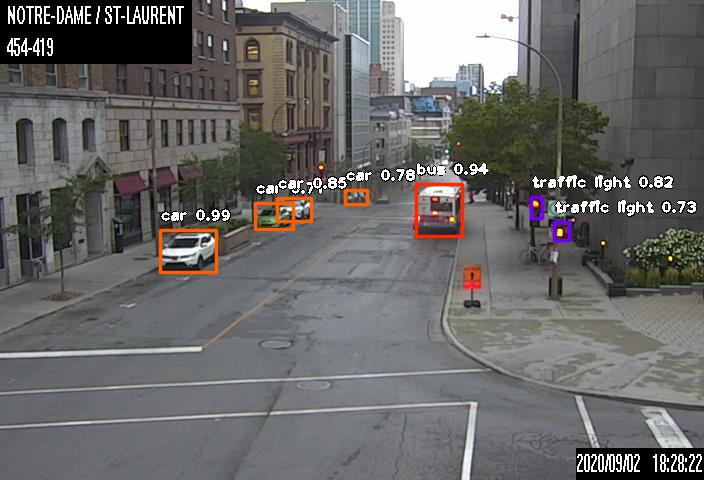 NOTRE-DAME / ST-LAURENT
454-419
car 0.99
car 0.85
car 0.78
bus 0.94
traffic light 0.82
traffic light 0.73
2020/09/02 18:28:22